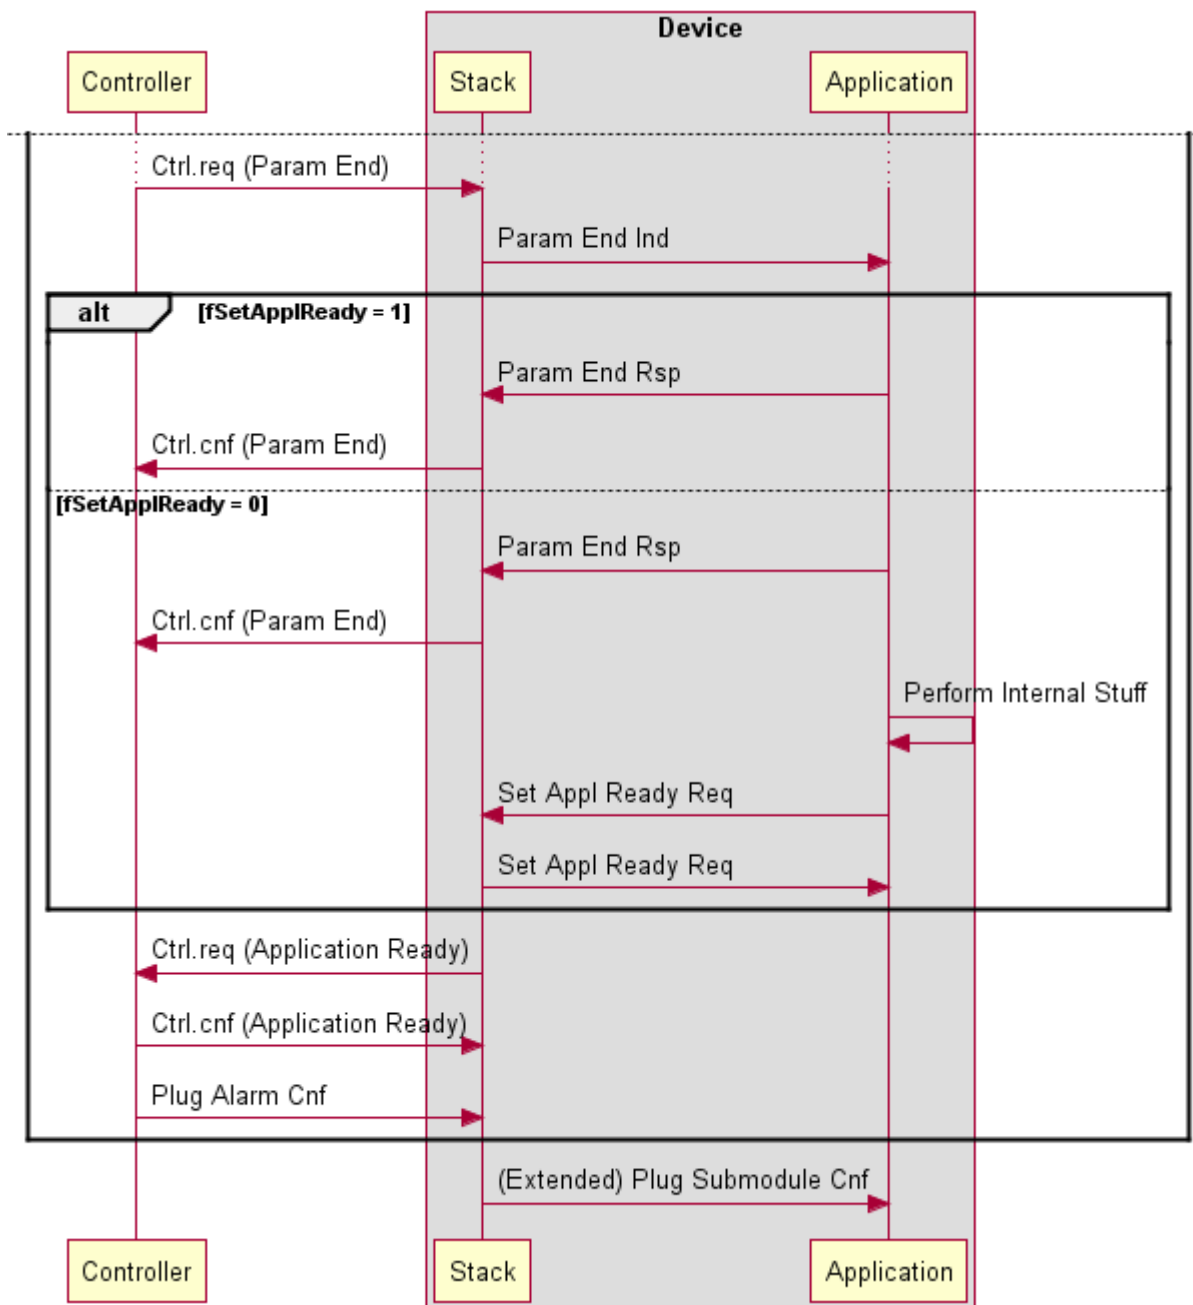 Device
Controller
Stack
Application
Ctrl.req (Param End)
Param End Ind
alt
[fSetApplReady = 1]
Param End Rsp
Ctrl.cnf (Param End)
[fSetApplReady = 0]
Param End Rsp
Ctrl.cnf (Param End)
Perform Internal Stuff
Set Appl Ready Req
Set Appl Ready Req
Ctrl.req (Application Ready)
Ctrl.cnf (Application Ready)
Plug Alarm Cnf
(Extended) Plug Submodule Cnf
Controller
Stack
Application